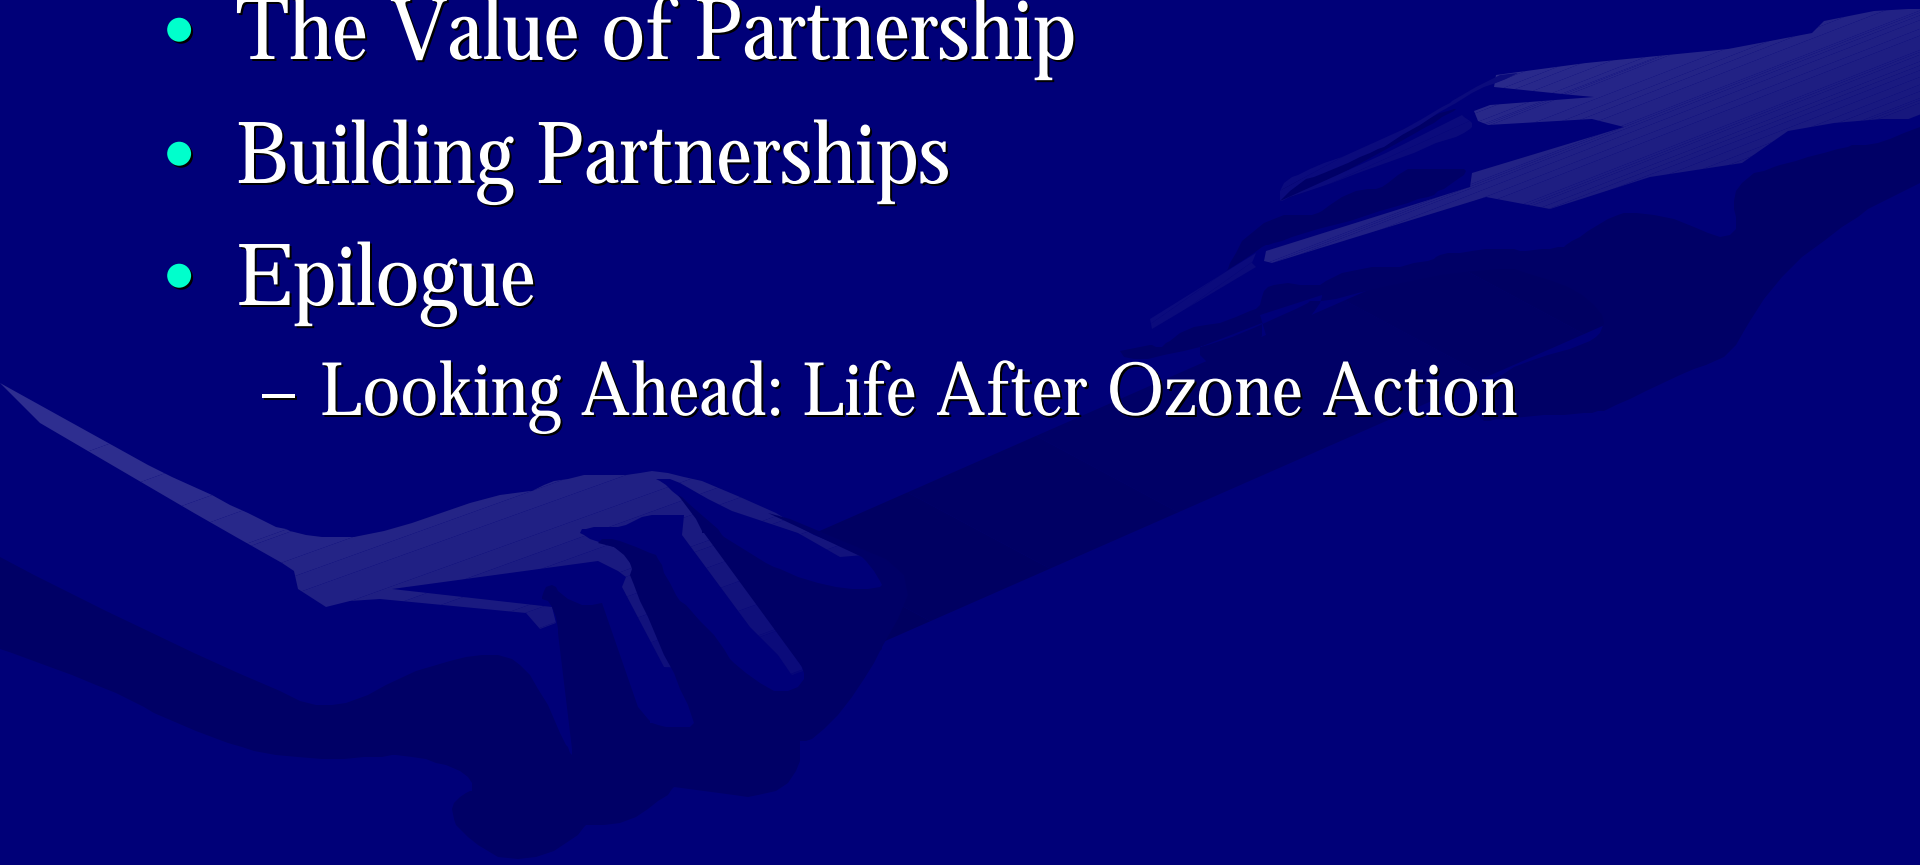 • The Value of Partnership
• Building Partnerships
• Epilogue
– Looking Ahead: Life After Ozone Action